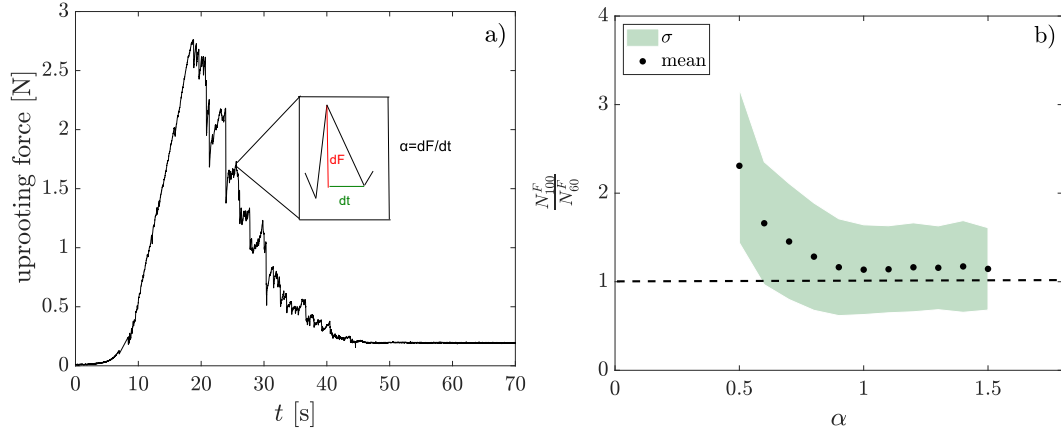 a)
uprooting force [N]
3
2.5
2
1.5
1
0.5
0
dF
dt
α=dF/dt
0 10 20 30 40 50 60 70
t [s]
b)
σ
mean
N^F_100 / N^F_60
4
3
2
1
0
0 0.5 1 1.5
α